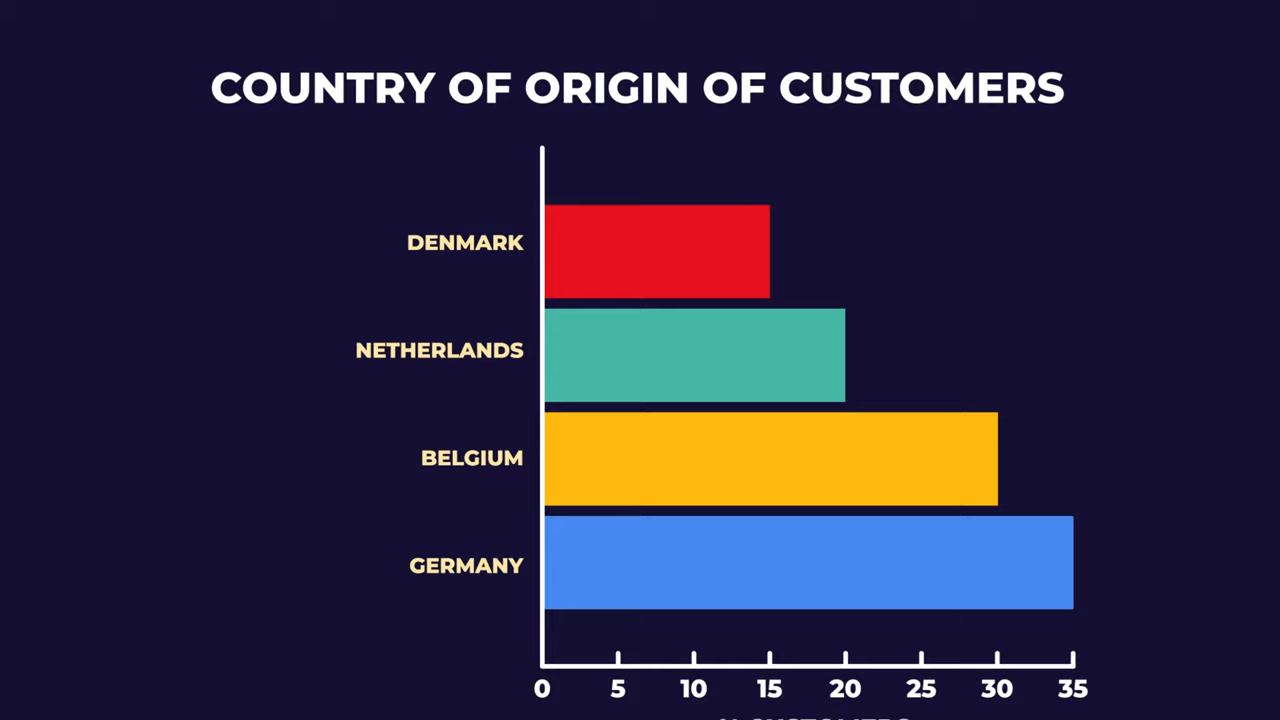 COUNTRY OF ORIGIN OF CUSTOMERS
DENMARK
NETHERLANDS
BELGIUM
GERMANY
0 5 10 15 20 25 30 35